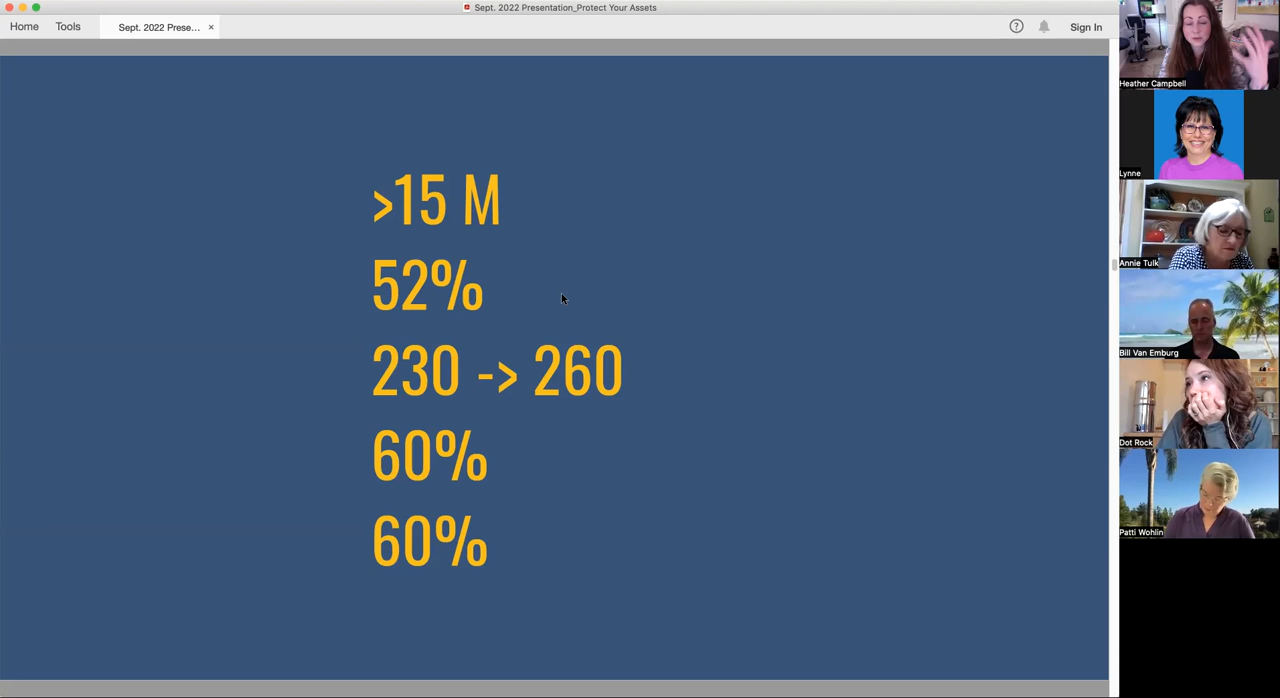 Sept. 2022 Presentation_Protect Your Assets
Home Tools Sept. 2022 Prese... × ? Sign In
>15 M
52%
230 -> 260
60%
60%
Heather Campbell
Lynne
Annie Tulk
Bill Van Emburg
Dot Rock
Patti Wohlin